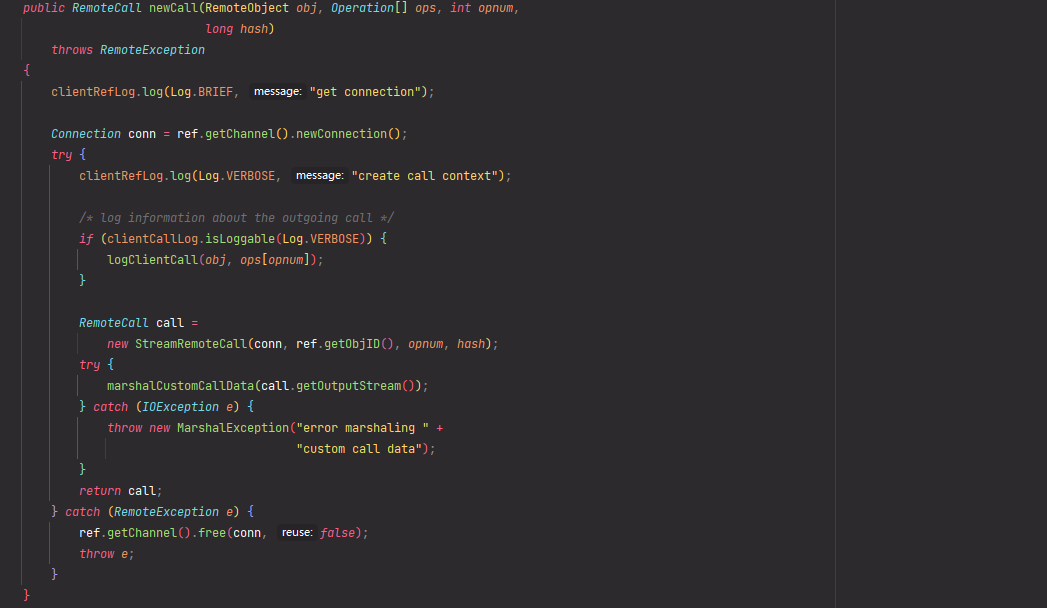 public RemoteCall newCall(RemoteObject obj, Operation[] ops, int opnum,
                          long hash)
    throws RemoteException
{
    clientRefLog.log(Log.BRIEF, message: "get connection");

    Connection conn = ref.getChannel().newConnection();
    try {
        clientRefLog.log(Log.VERBOSE, message: "create call context");

        /* log information about the outgoing call */
        if (clientCallLog.isLoggable(Log.VERBOSE)) {
            logClientCall(obj, ops[opnum]);
        }

        RemoteCall call =
            new StreamRemoteCall(conn, ref.getObjID(), opnum, hash);
        try {
            marshalCustomCallData(call.getOutputStream());
        } catch (IOException e) {
            throw new MarshalException("error marshaling " +
                                       "custom call data");
        }
        return call;
    } catch (RemoteException e) {
        ref.getChannel().free(conn, reuse: false);
        throw e;
    }
}